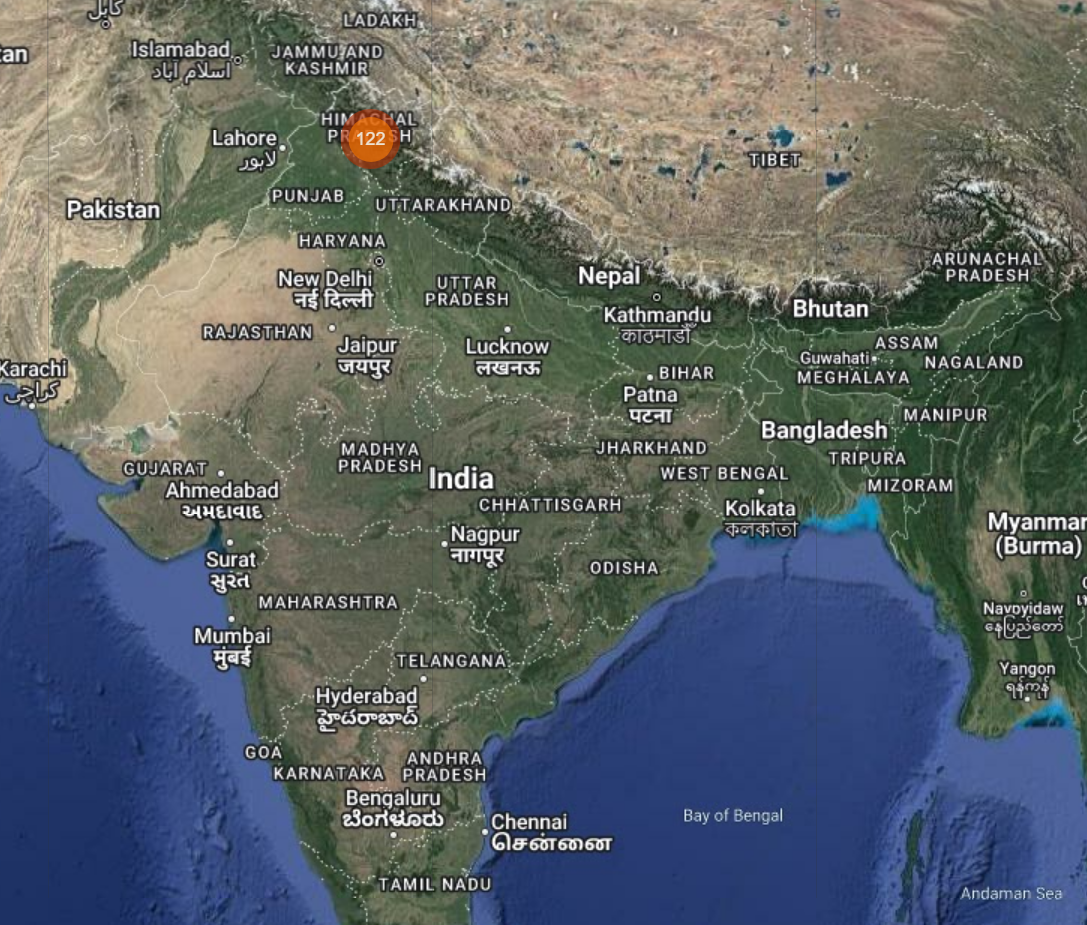 کابل
LADAKH
Islamabad
اسلام آباد
JAMMU AND
KASHMIR
HIMACHAL
PRADESH
122
Lahore
لاہور
TIBET
PUNJAB
UTTARAKHAND
Pakistan
HARYANA
ARUNACHAL
PRADESH
New Delhi
नई दिल्ली
UTTAR
PRADESH
Nepal
Bhutan
Kathmandu
काठमाडौँ
RAJASTHAN
Jaipur
जयपुर
Lucknow
लखनऊ
ASSAM
Guwahati
NAGALAND
MEGHALAYA
Karachi
کراچی
BIHAR
Patna
पटना
MANIPUR
Bangladesh
MADHYA
PRADESH
JHARKHAND
TRIPURA
GUJARAT
India
WEST BENGAL
MIZORAM
Ahmedabad
અમદાવાદ
CHHATTISGARH
Kolkata
কলকাতা
Myanmar
(Burma)
Nagpur
नागपूर
Surat
સુરત
ODISHA
MAHARASHTRA
Naypyidaw
နေပြည်တော်
Mumbai
मुंबई
TELANGANA
Yangon
ရန်ကုန်
Hyderabad
హైదరాబాద్
GOA
ANDHRA
PRADESH
KARNATAKA
Bengaluru
ಬೆಂಗಳೂರು
Chennai
சென்னை
Bay of Bengal
TAMIL NADU
Andaman Sea